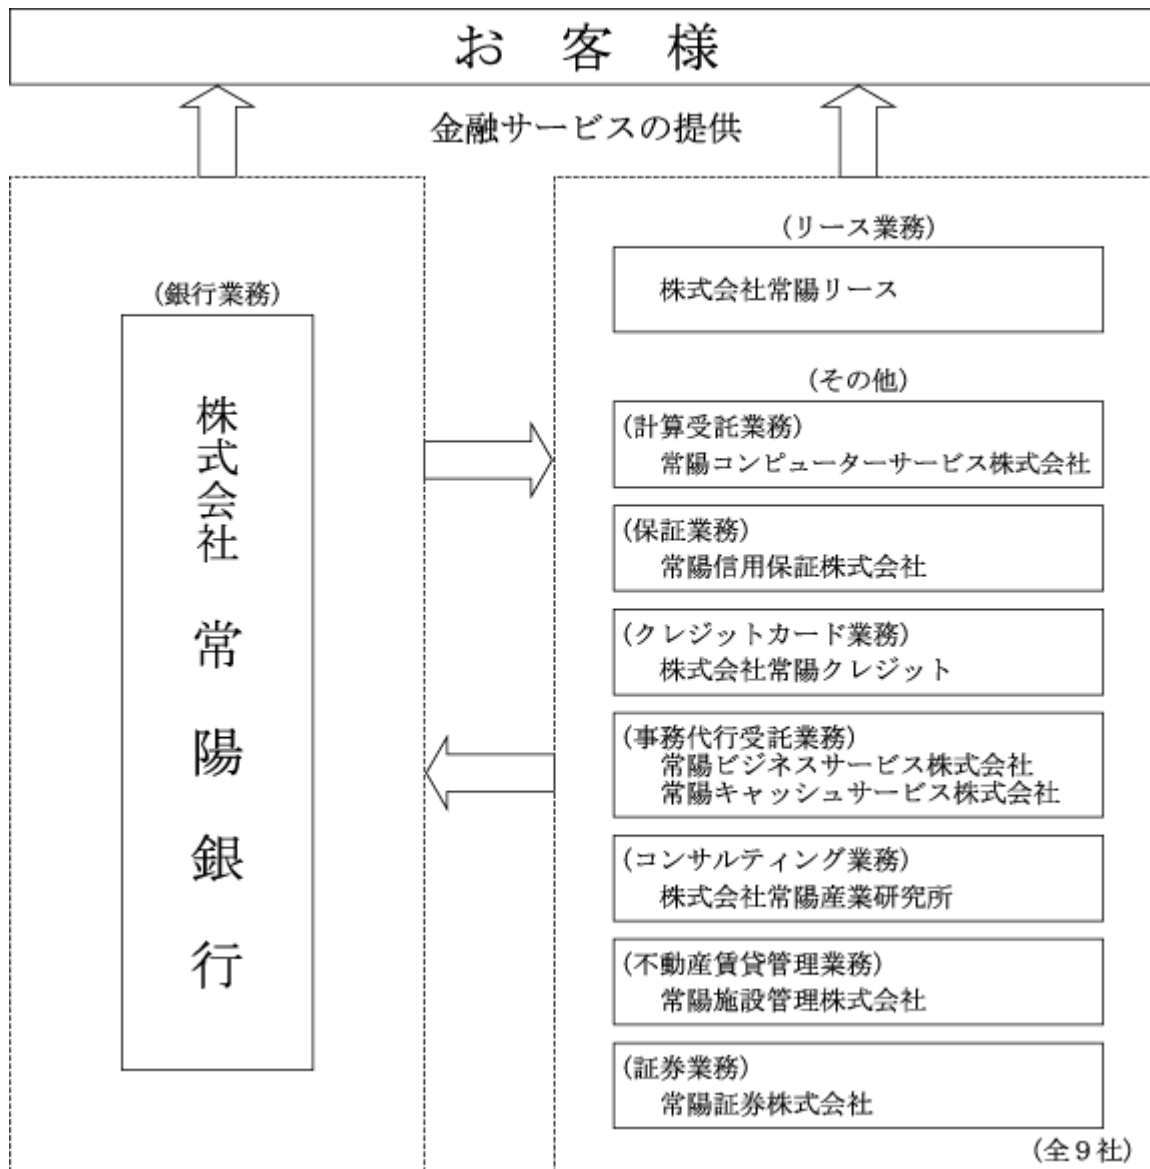 お客様
金融サービスの提供
(銀行業務)
株式会社 常陽銀行
(リース業務)
株式会社常陽リース
(その他)
(計算受託業務)
常陽コンピューターサービス株式会社
(保証業務)
常陽信用保証株式会社
(クレジットカード業務)
株式会社常陽クレジット
(事務代行受託業務)
常陽ビジネスサービス株式会社
常陽キャッシュサービス株式会社
(コンサルティング業務)
株式会社常陽産業研究所
(不動産賃貸管理業務)
常陽施設管理株式会社
(証券業務)
常陽証券株式会社
(全9社)